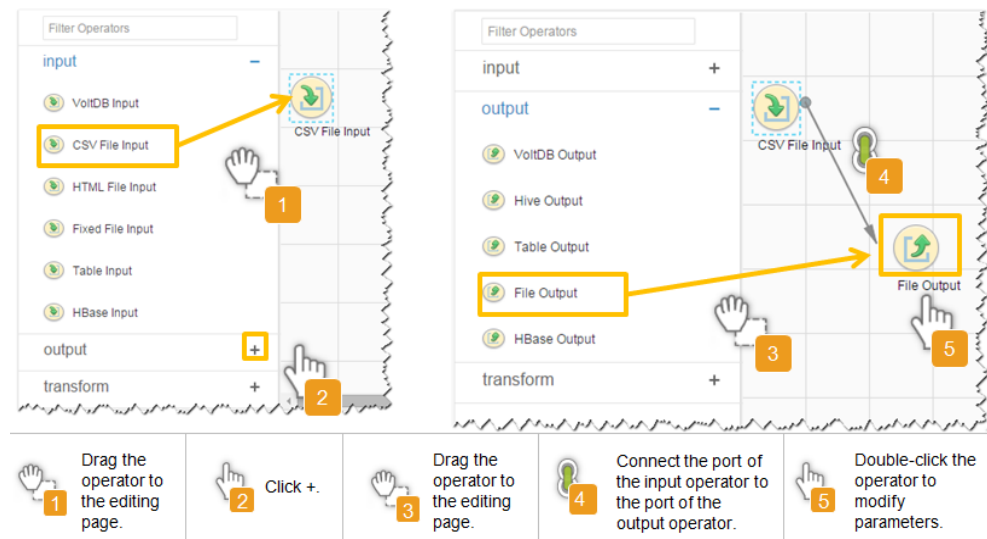 Filter Operators
input
–
VoltDB Input
CSV File Input
HTML File Input
Fixed File Input
Table Input
HBase Input
output
+
transform
+
CSV File Input
1
2
Filter Operators
input
+
output
–
VoltDB Output
Hive Output
Table Output
File Output
HBase Output
transform
+
CSV File Input
4
File Output
3
5
1
Drag the
operator to
the editing
page.
2
Click +.
3
Drag the
operator to
the editing
page.
4
Connect the port of
the input operator to
the port of the
output operator.
5
Double-click the
operator to
modify
parameters.